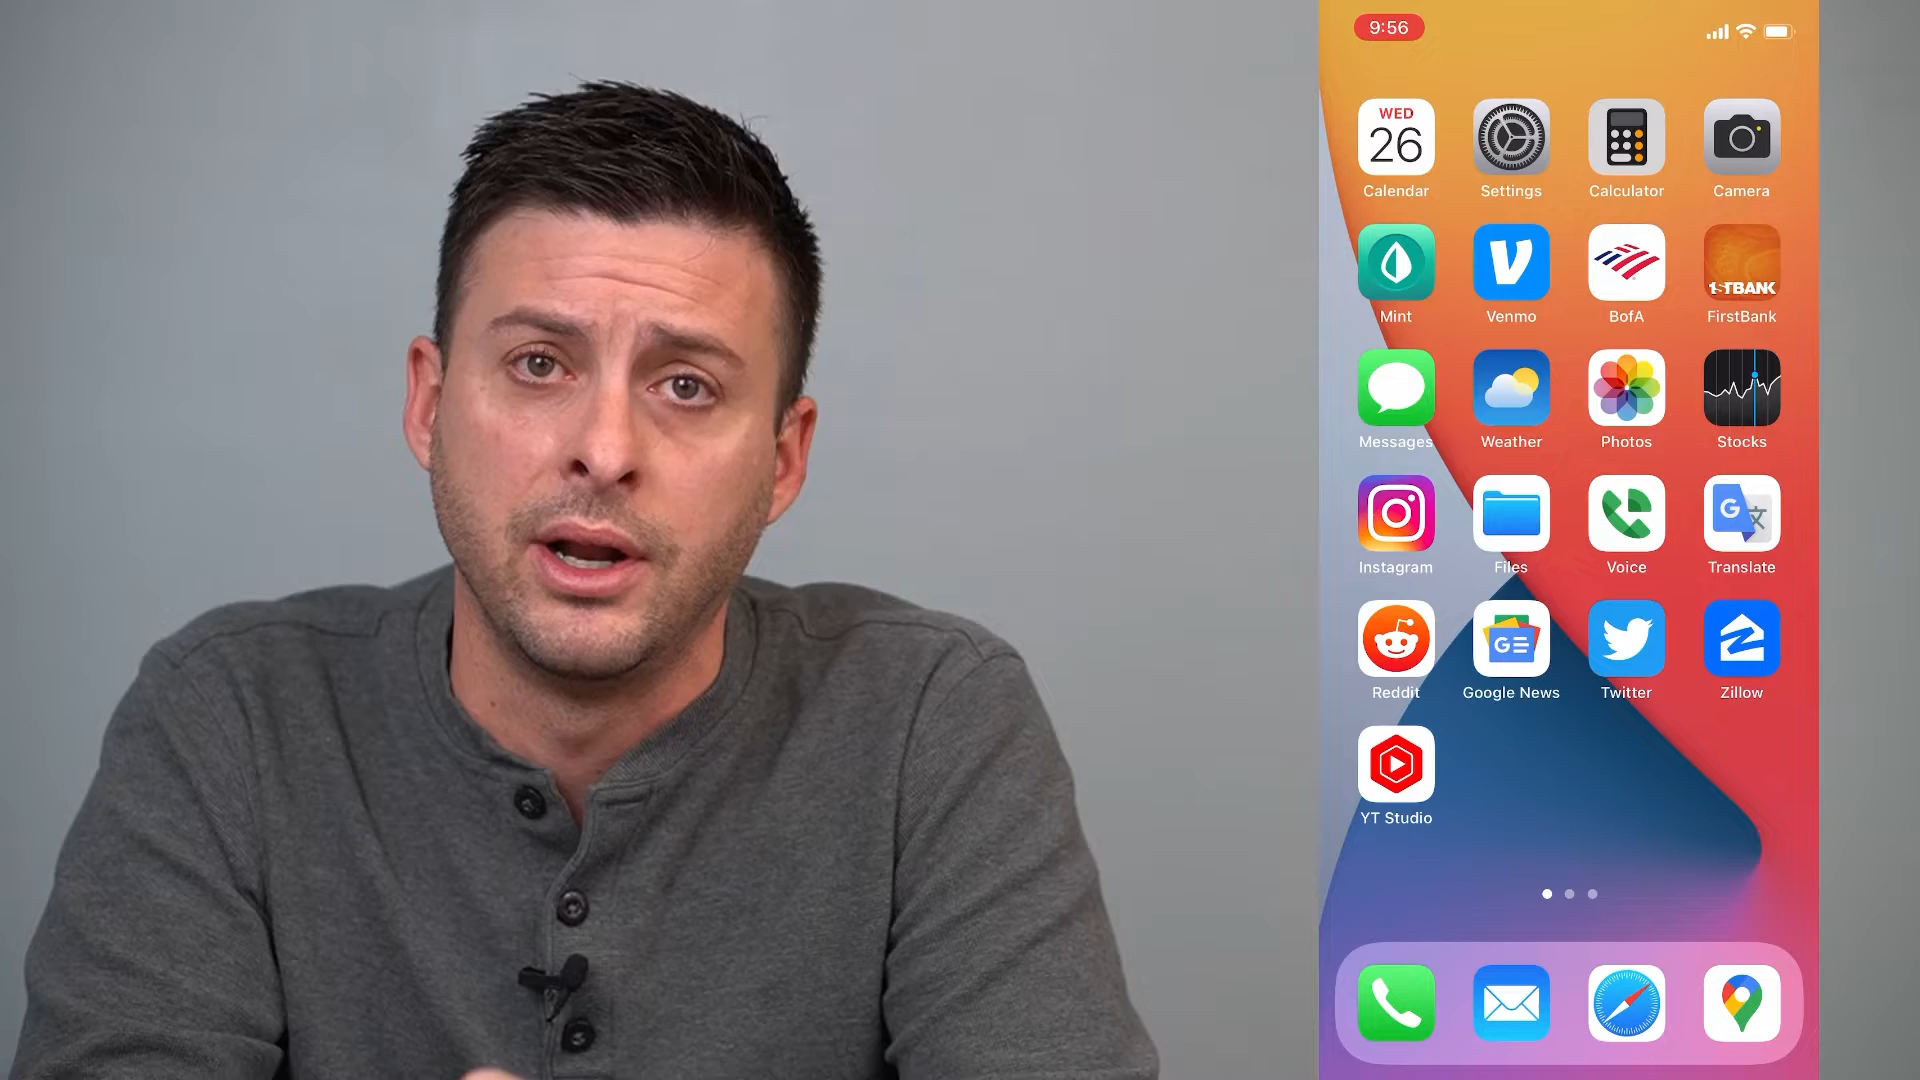 9:56
WED
26
Calendar Settings Calculator Camera
1STBANK
Mint Venmo BofA FirstBank
Messages Weather Photos Stocks
G 文
Instagram Files Voice Translate
G
Reddit Google News Twitter Zillow
YT Studio